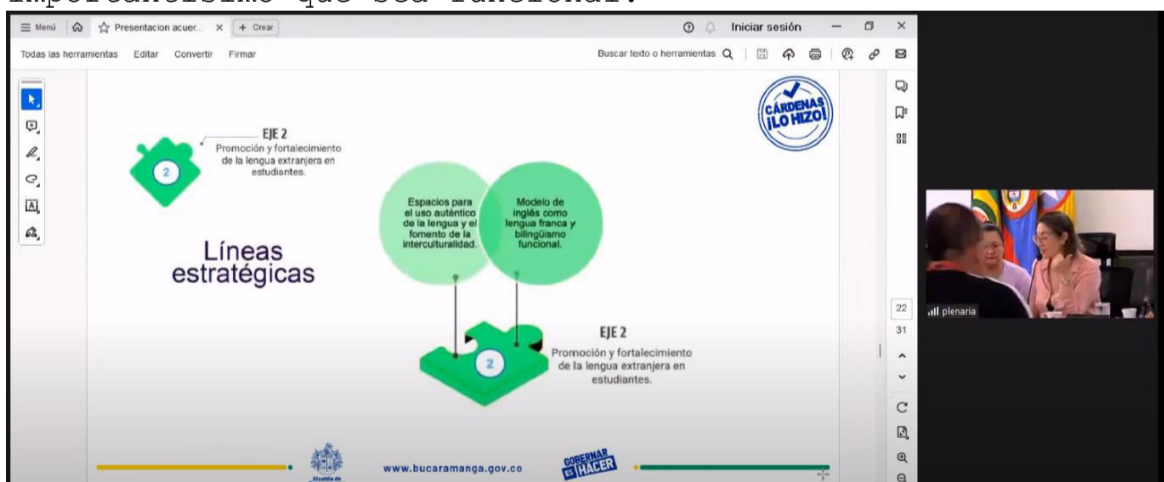 importantísimo que sea funcional.
Menú
Presentacion acuer...
+ Crear
Iniciar sesión
Todas las herramientas Editar Convertir Firmar
Buscar texto o herramientas
CÁRDENAS
¡LO HIZO!
2
EJE 2
Promoción y fortalecimiento
de la lengua extranjera en
estudiantes.
Líneas
estratégicas
Espacios para
el uso auténtico
de la lengua y el
fomento de la
interculturalidad.
Modelo de
inglés como
lengua franca y
bilingüismo
funcional.
2
EJE 2
Promoción y fortalecimiento
de la lengua extranjera en
estudiantes.
22
31
plenaria
Alcaldía de
www.bucaramanga.gov.co
GOBERNAR
ES HACER